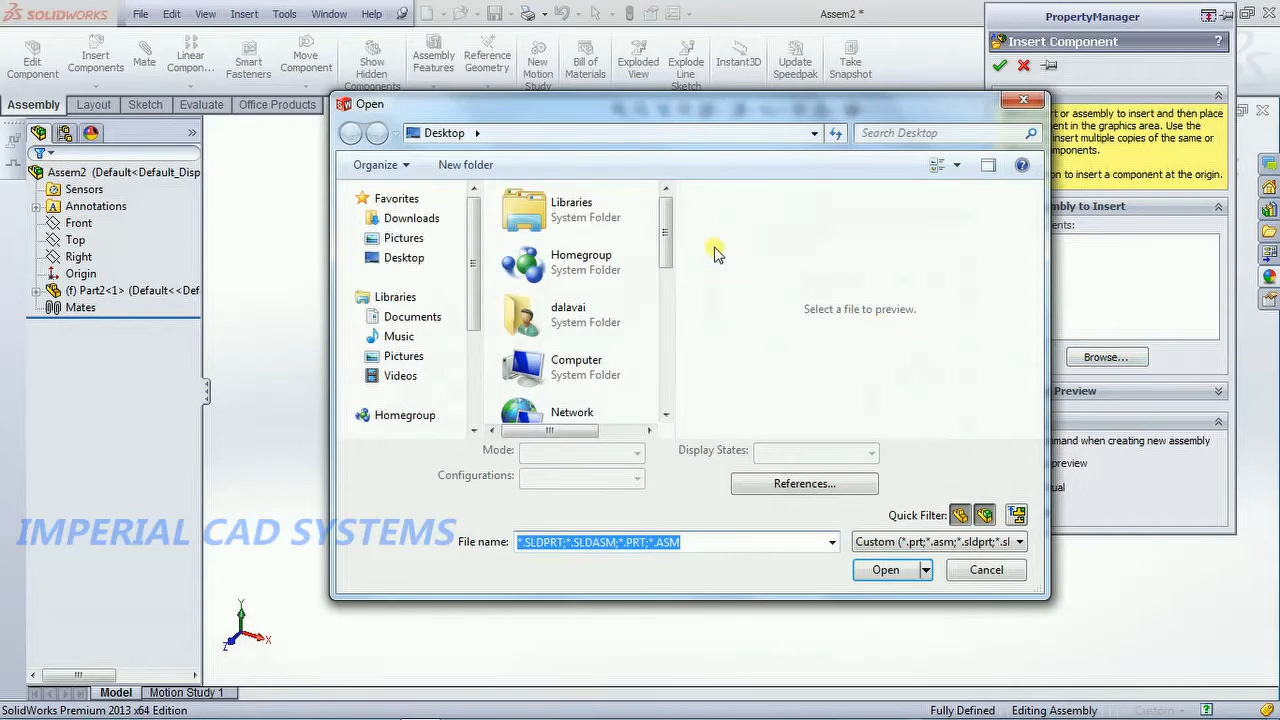 SOLIDWORKS File Edit View Insert Tools Window Help Assem2 *
PropertyManager
Insert Component ?
Edit Component
Insert Components
Mate
Linear Compon...
Smart Fasteners
Move Component
Show Hidden Components
Assembly Features
Reference Geometry
New Motion Study
Bill of Materials
Exploded View
Explode Line Sketch
Instant3D
Update Speedpak
Take Snapshot
Assembly Layout Sketch Evaluate Office Products
Open
Desktop
Search Desktop
Organize
New folder
rt or assembly to insert and then place
ent in the graphics area. Use the
insert multiple copies of the same or
mponents.
on to insert a component at the origin.
mbly to Insert
ents:
Browse...
Preview
mmand when creating new assembly
preview
ual
Assem2 (Default<Default_Disp
Sensors
Annotations
Front
Top
Right
Origin
(f) Part2<1> (Default<<Def
Mates
Favorites
Downloads
Pictures
Desktop
Libraries
Documents
Music
Pictures
Videos
Homegroup
Libraries
System Folder
Homegroup
System Folder
dalavai
System Folder
Computer
System Folder
Network
Select a file to preview.
Mode:
Display States:
Configurations:
References...
Quick Filter:
File name: *.SLDPRT;*.SLDASM;*.PRT;*.ASM
Custom (*.prt;*.asm;*.sldprt;*.sl
Open
Cancel
IMPERIAL CAD SYSTEMS
Y
X
Z
Model Motion Study 1
SolidWorks Premium 2013 x64 Edition
Fully Defined Editing Assembly Custom